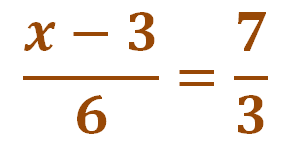 x − 3 7
= 
6 3